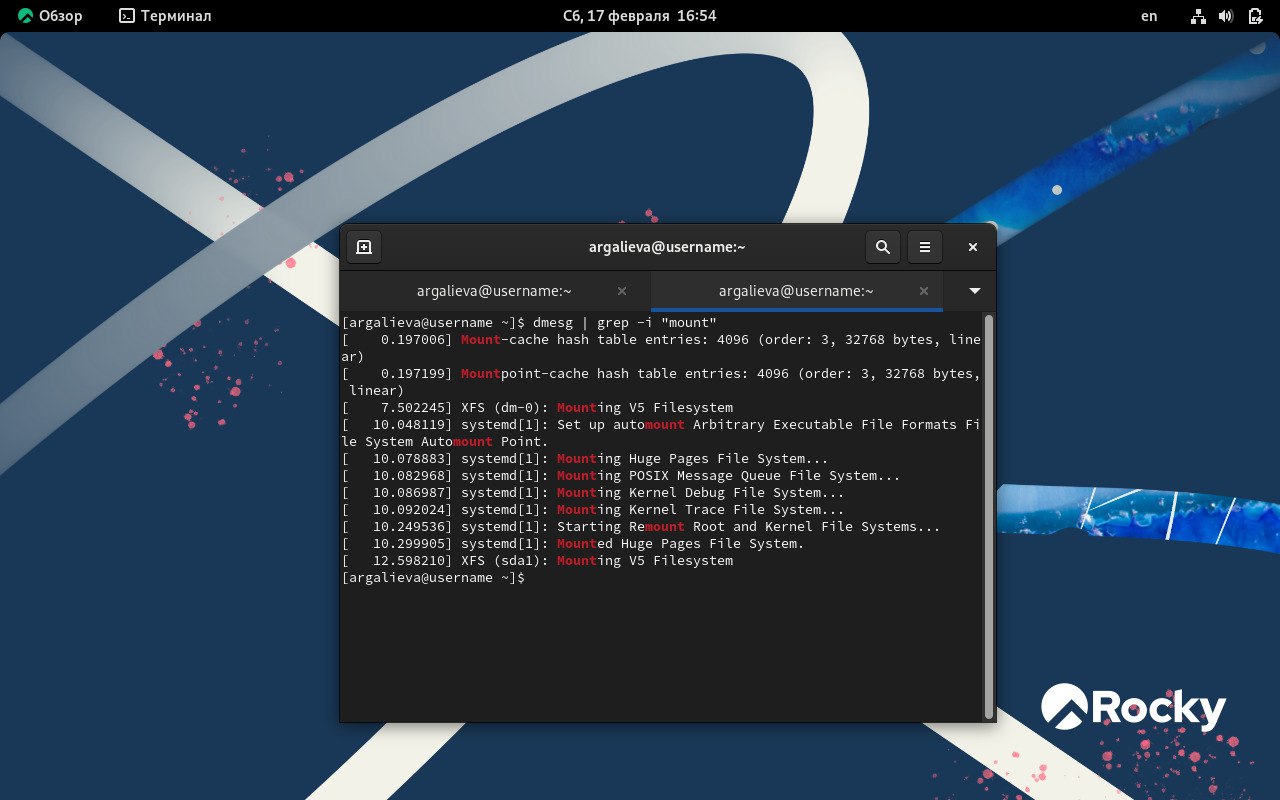 Обзор Терминал Сб, 17 февраля 16:54 en
argalieva@username:~
argalieva@username:~ argalieva@username:~
[argalieva@username ~]$ dmesg | grep -i "mount"
[    0.197006] Mount-cache hash table entries: 4096 (order: 3, 32768 bytes, line
ar)
[    0.197199] Mountpoint-cache hash table entries: 4096 (order: 3, 32768 bytes,
 linear)
[    7.502245] XFS (dm-0): Mounting V5 Filesystem
[   10.048119] systemd[1]: Set up automount Arbitrary Executable File Formats Fi
le System Automount Point.
[   10.078883] systemd[1]: Mounting Huge Pages File System...
[   10.082968] systemd[1]: Mounting POSIX Message Queue File System...
[   10.086987] systemd[1]: Mounting Kernel Debug File System...
[   10.092024] systemd[1]: Mounting Kernel Trace File System...
[   10.249536] systemd[1]: Starting Remount Root and Kernel File Systems...
[   10.299905] systemd[1]: Mounted Huge Pages File System.
[   12.598210] XFS (sda1): Mounting V5 Filesystem
[argalieva@username ~]$
Rocky